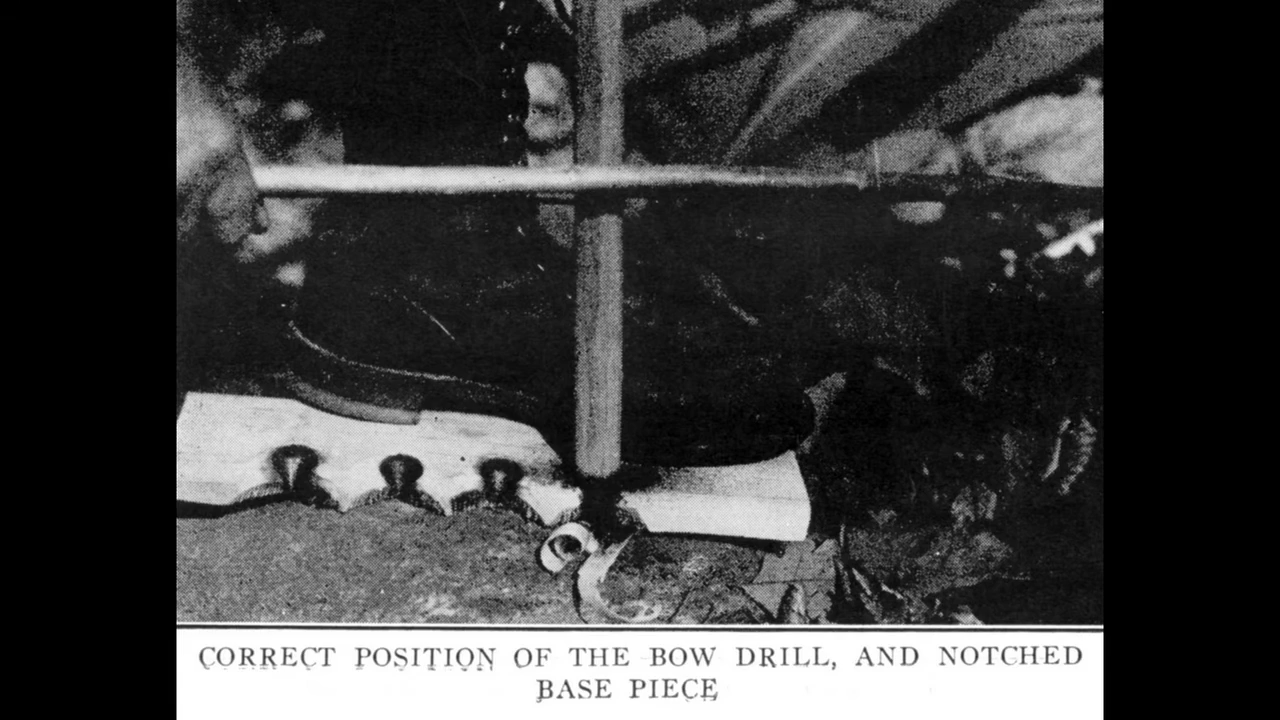 CORRECT POSITION OF THE BOW DRILL, AND NOTCHED
BASE PIECE